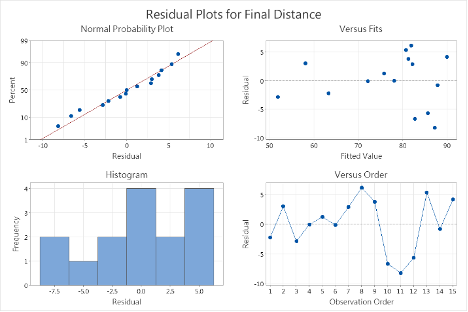 Residual Plots for Final Distance
Normal Probability Plot
99
90
50
10
1
Percent
-10 -5 0 5 10
Residual
Versus Fits
5
0
-5
-10
Residual
50 60 70 80 90
Fitted Value
Histogram
4
3
2
1
0
Frequency
-7.5 -5.0 -2.5 0.0 2.5 5.0
Residual
Versus Order
5
0
-5
-10
Residual
1 2 3 4 5 6 7 8 9 10 11 12 13 14 15
Observation Order